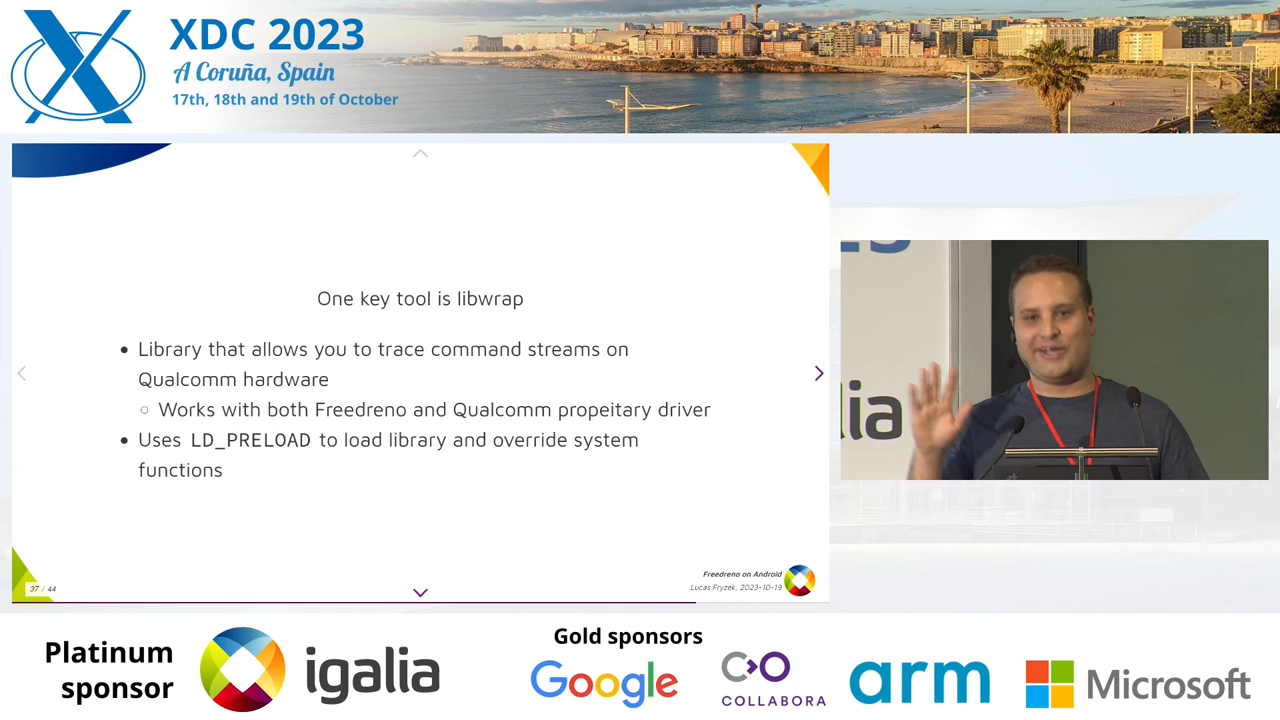 XDC 2023
A Coruña, Spain
17th, 18th and 19th of October
One key tool is libwrap
Library that allows you to trace command streams on
Qualcomm hardware
Works with both Freedreno and Qualcomm propeitary driver
Uses LD_PRELOAD to load library and override system
functions
37 / 44
Freedreno on Android
Lucas Fryzek, 2023-10-19
alia
Platinum
sponsor
igalia
Gold sponsors
Google
COLLABORA
arm
Microsoft